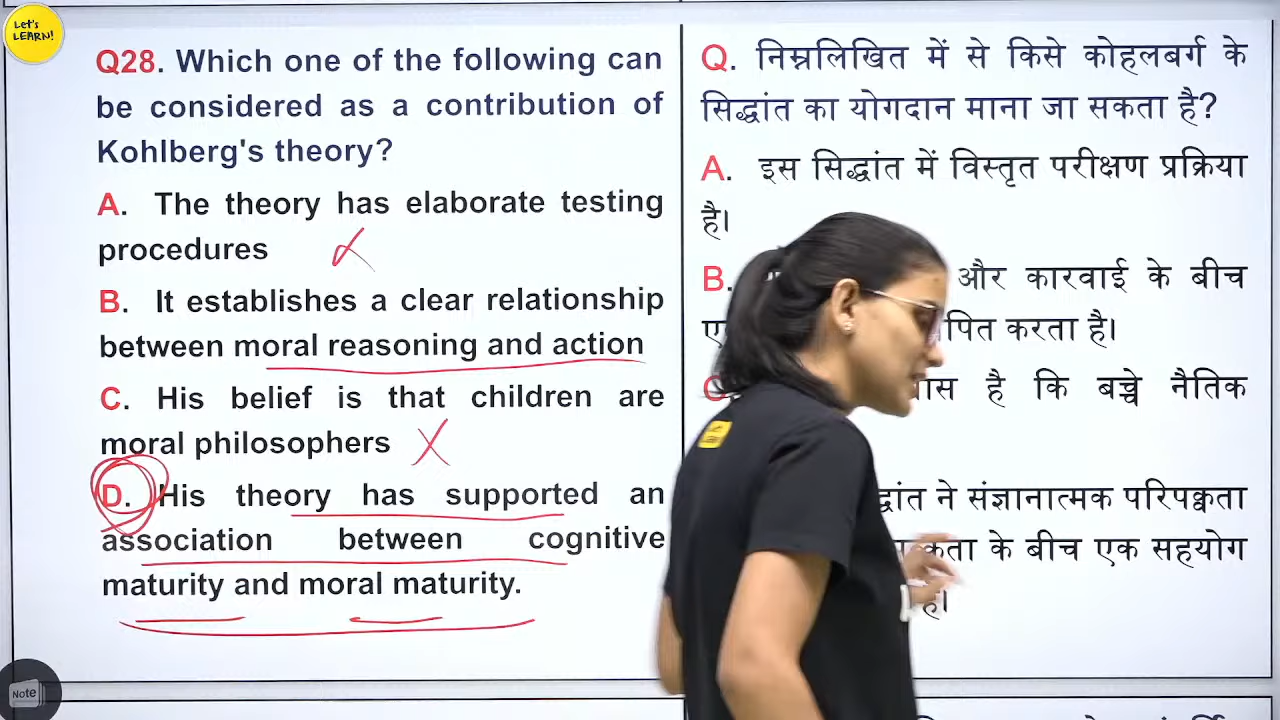 Let's
LEARN!
Q28. Which one of the following can
be considered as a contribution of
Kohlberg's theory?
A. The theory has elaborate testing
procedures
B. It establishes a clear relationship
between moral reasoning and action
C. His belief is that children are
moral philosophers
D. His theory has supported an
association between cognitive
maturity and moral maturity.
Q. निम्नलिखित में से किसे कोहलबर्ग के
सिद्धांत का योगदान माना जा सकता है?
A. इस सिद्धांत में विस्तृत परीक्षण प्रक्रिया
है।
B. और कारवाई के बीच
करता है।
है कि बच्चे नैतिक
ने संज्ञानात्मक परिपक्वता
के बीच एक सहयोग
है।
Note